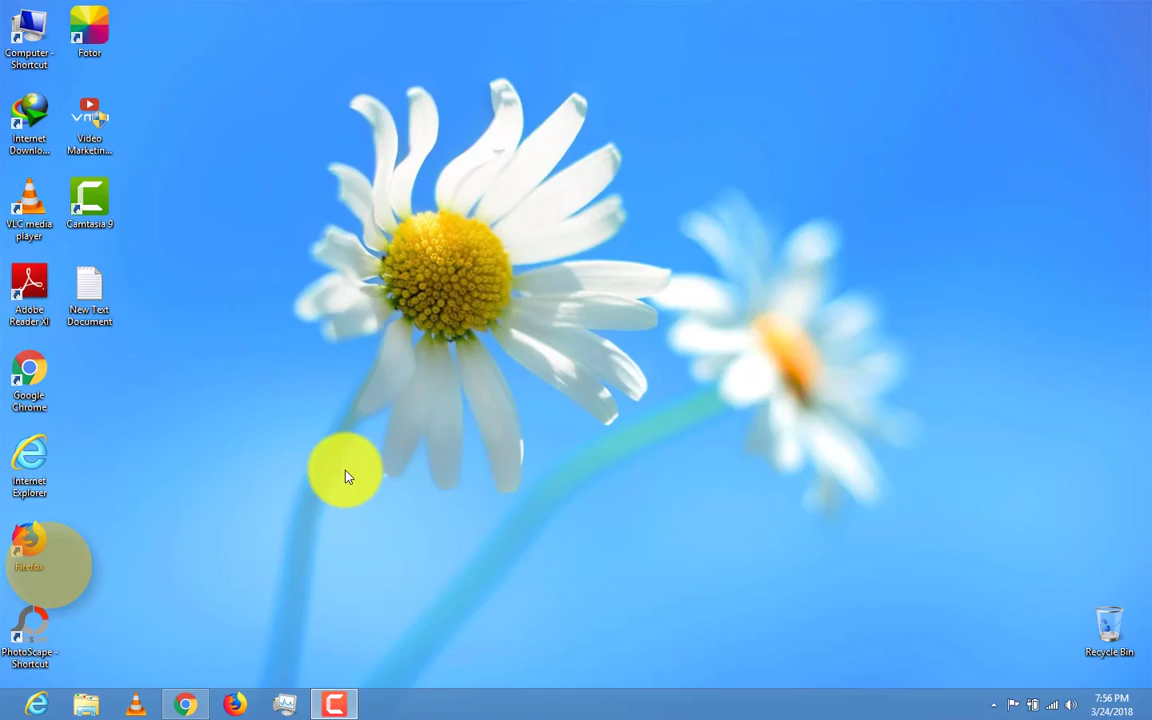 Computer -
Shortcut
Fotor
Internet
Downlo...
Video
Marketin...
VLC media
player
Camtasia 9
Adobe
Reader XI
New Text
Document
Google
Chrome
Internet
Explorer
Firefox
PhotoScape -
Shortcut
Recycle Bin
7:56 PM
3/24/2018